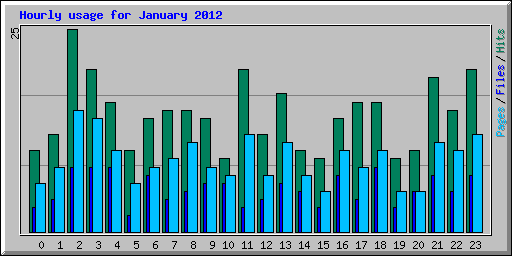 Hourly usage for January 2012
25
Pages/Files/Hits
0 1 2 3 4 5 6 7 8 9 10 11 12 13 14 15 16 17 18 19 20 21 22 23